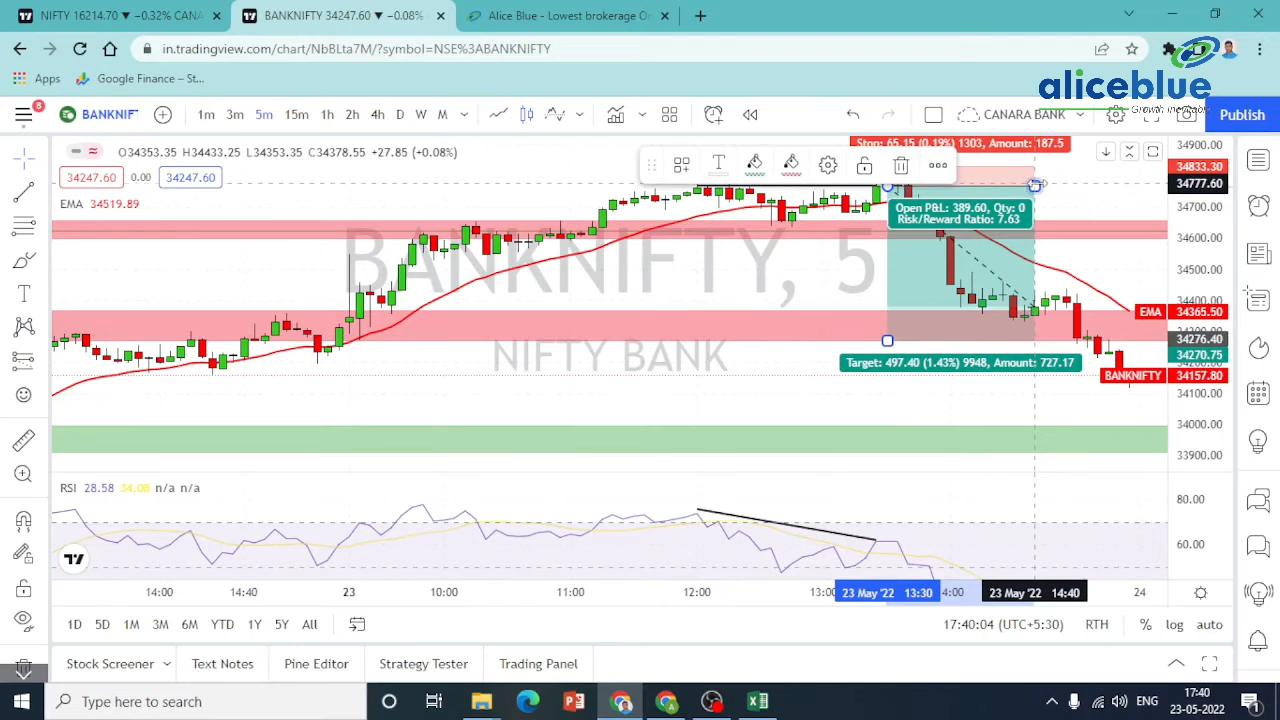 NIFTY 16214.70 ▼ −0.32% CANA
BANKNIFTY 34247.60 ▼ −0.08%
Alice Blue - Lowest brokerage On
in.tradingview.com/chart/NbBLta7M/?symbol=NSE%3ABANKNIFTY
Apps
Google Finance – St...
aliceblue
8
BANKNIF
1m 3m 5m 15m 1h 2h 4h D W M
CANARA BANK
Publish
+27.85 (+0.08%)
Stop: 65.15 (0.19%) 1303, Amount: 187.5
34900.00
34247.60 0.00 34247.60
34833.30
34777.60
EMA 34519.89
34700.00
Open P&L: 389.60, Qty: 0
Risk/Reward Ratio: 7.63
34600.00
BANKNIFTY, 5
34500.00
34400.00
EMA 34365.50
NIFTY BANK
34276.40
34270.75
Target: 497.40 (1.43%) 9948, Amount: 727.17
BANKNIFTY 34157.80
34100.00
34000.00
33900.00
RSI 28.58 34.08 n/a n/a
80.00
60.00
14:00 14:40 23 10:00 11:00 12:00 13:00 23 May '22 13:30 4:00 23 May '22 14:40 24
1D 5D 1M 3M 6M YTD 1Y 5Y All
17:40:04 (UTC+5:30) RTH % log auto
Stock Screener Text Notes Pine Editor Strategy Tester Trading Panel
Type here to search
ENG
17:40
23-05-2022
1